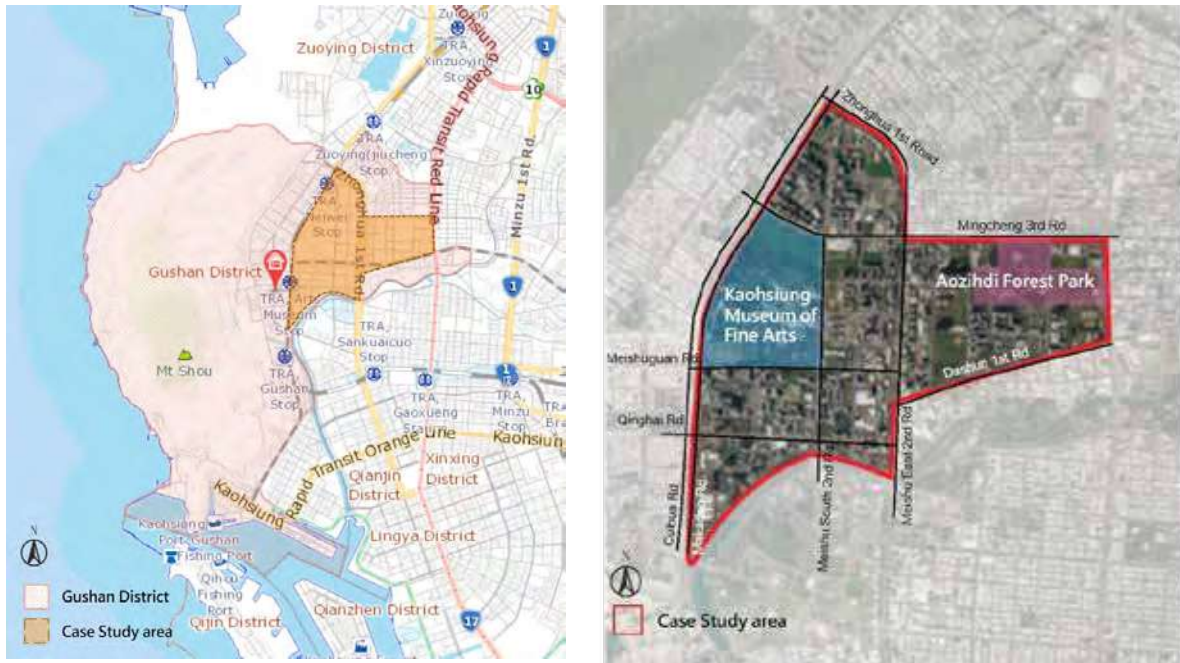 Zuoying
Zuoying District
TRA,
Xinzuoying
Stop
1
10
Kaohsiung Rapid Transit Red Line
Minzu 1st Rd.
TRA
Zuoying(jiucheng)
Stop
TRA,
Neiwei
Stop
Zhonghua 1st Rd.
Gushan District
TRA, Art
Museum
Stop
1
TRA,
Sankuaicuo
Stop
Mt Shou
TRA,
Gushan
Stop
1
TRA,
Gaoxueng
Station
TRA,
Minzu
Stop
TRA
Bra
Kaohsiung Rapid Transit Orange Line
Kaohsiun
Qianjin
District
Xinxing
District
Lingya District
Kaohsiung
Port Gushan
Fishing Port
Qihou
Fishing
Port
Qijin District
Qianzhen District
17
N
Gushan District
Case Study area
Zhonghua 1st Road
Mingcheng 3rd Rd
Aozihdi Forest Park
Kaohsiung
Museum of
Fine Arts
Meishuguan Rd
Dashun 1st Rd
Qinghai Rd
Cuihua Rd
Meishu South 2nd Rd
Meishu East 2nd Rd
Case Study area